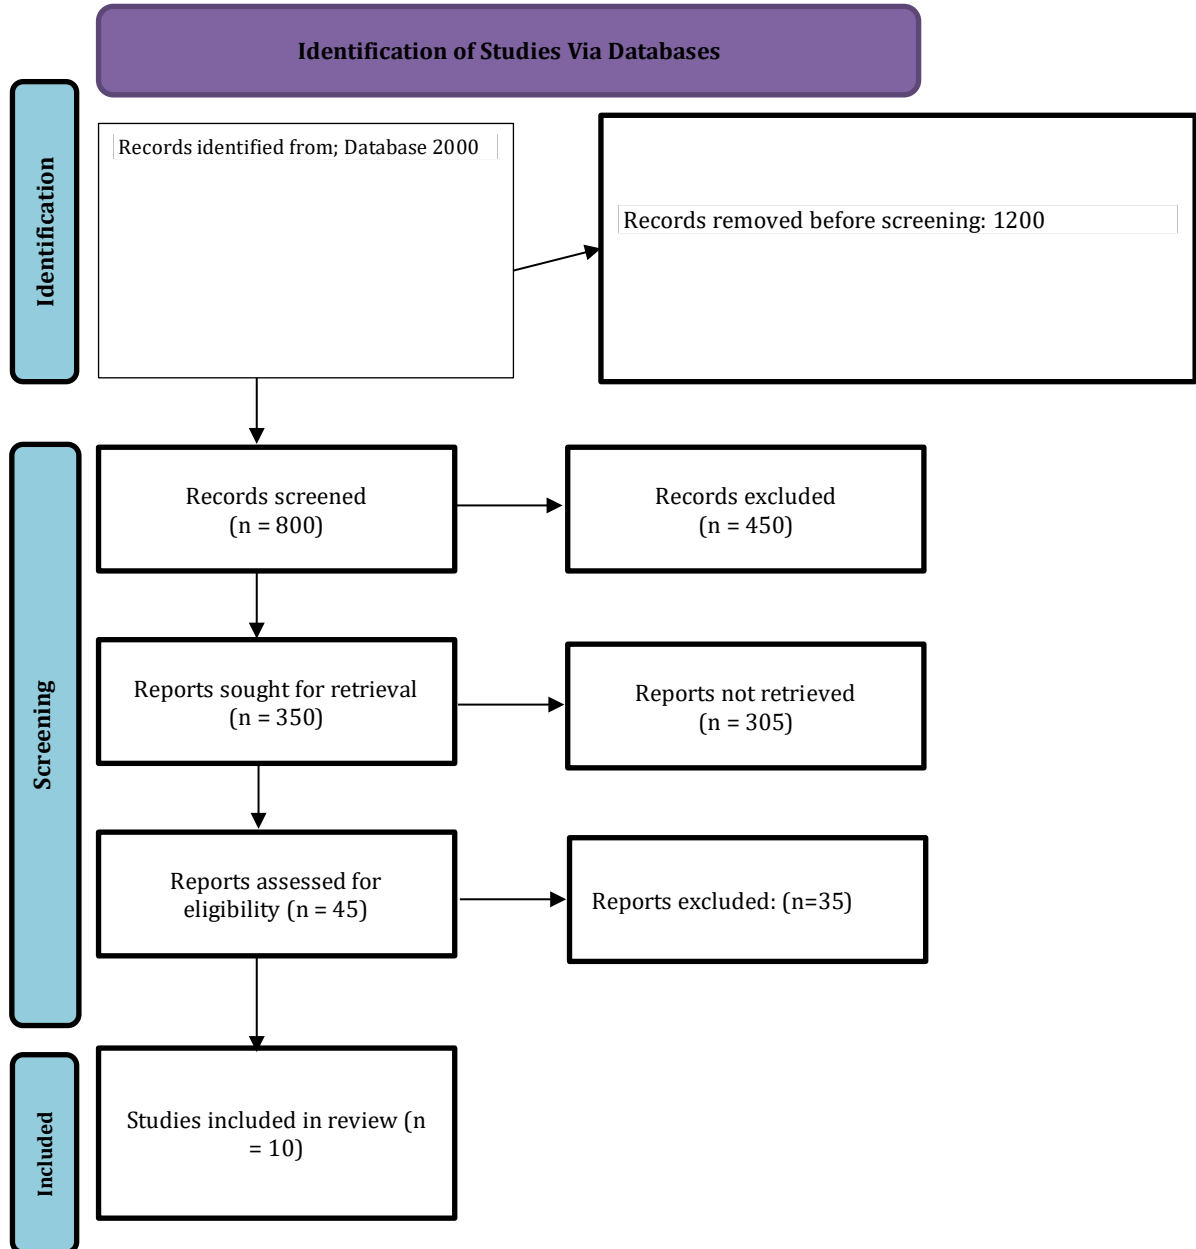 Identification of Studies Via Databases
Identification
Records identified from; Database 2000
Records removed before screening: 1200
Screening
Records screened
(n = 800)
Records excluded
(n = 450)
Reports sought for retrieval
(n = 350)
Reports not retrieved
(n = 305)
Reports assessed for
eligibility (n = 45)
Reports excluded: (n=35)
Included
Studies included in review (n
= 10)